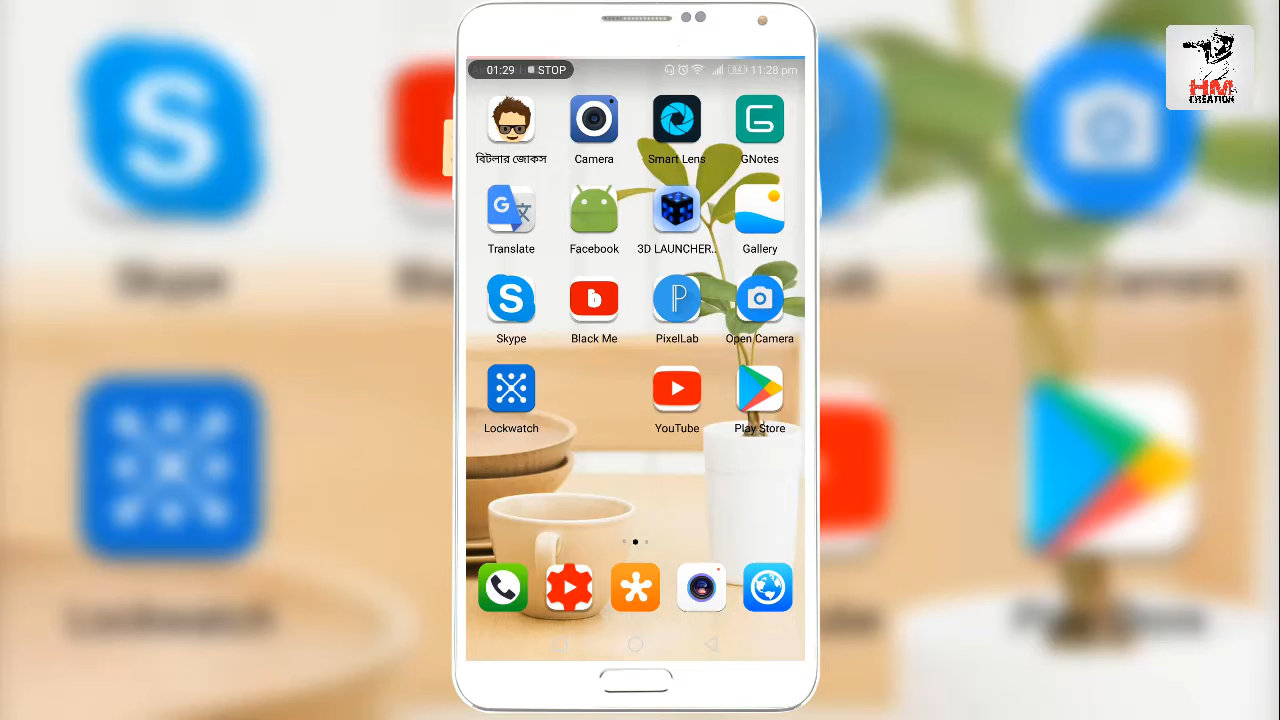 01:29 STOP 84 11:28 pm
HM
CREATION
বিটলার জোকস Camera Smart Lens GNotes
Translate Facebook 3D LAUNCHER.. Gallery
Skype Black Me PixelLab Open Camera
Lockwatch YouTube Play Store